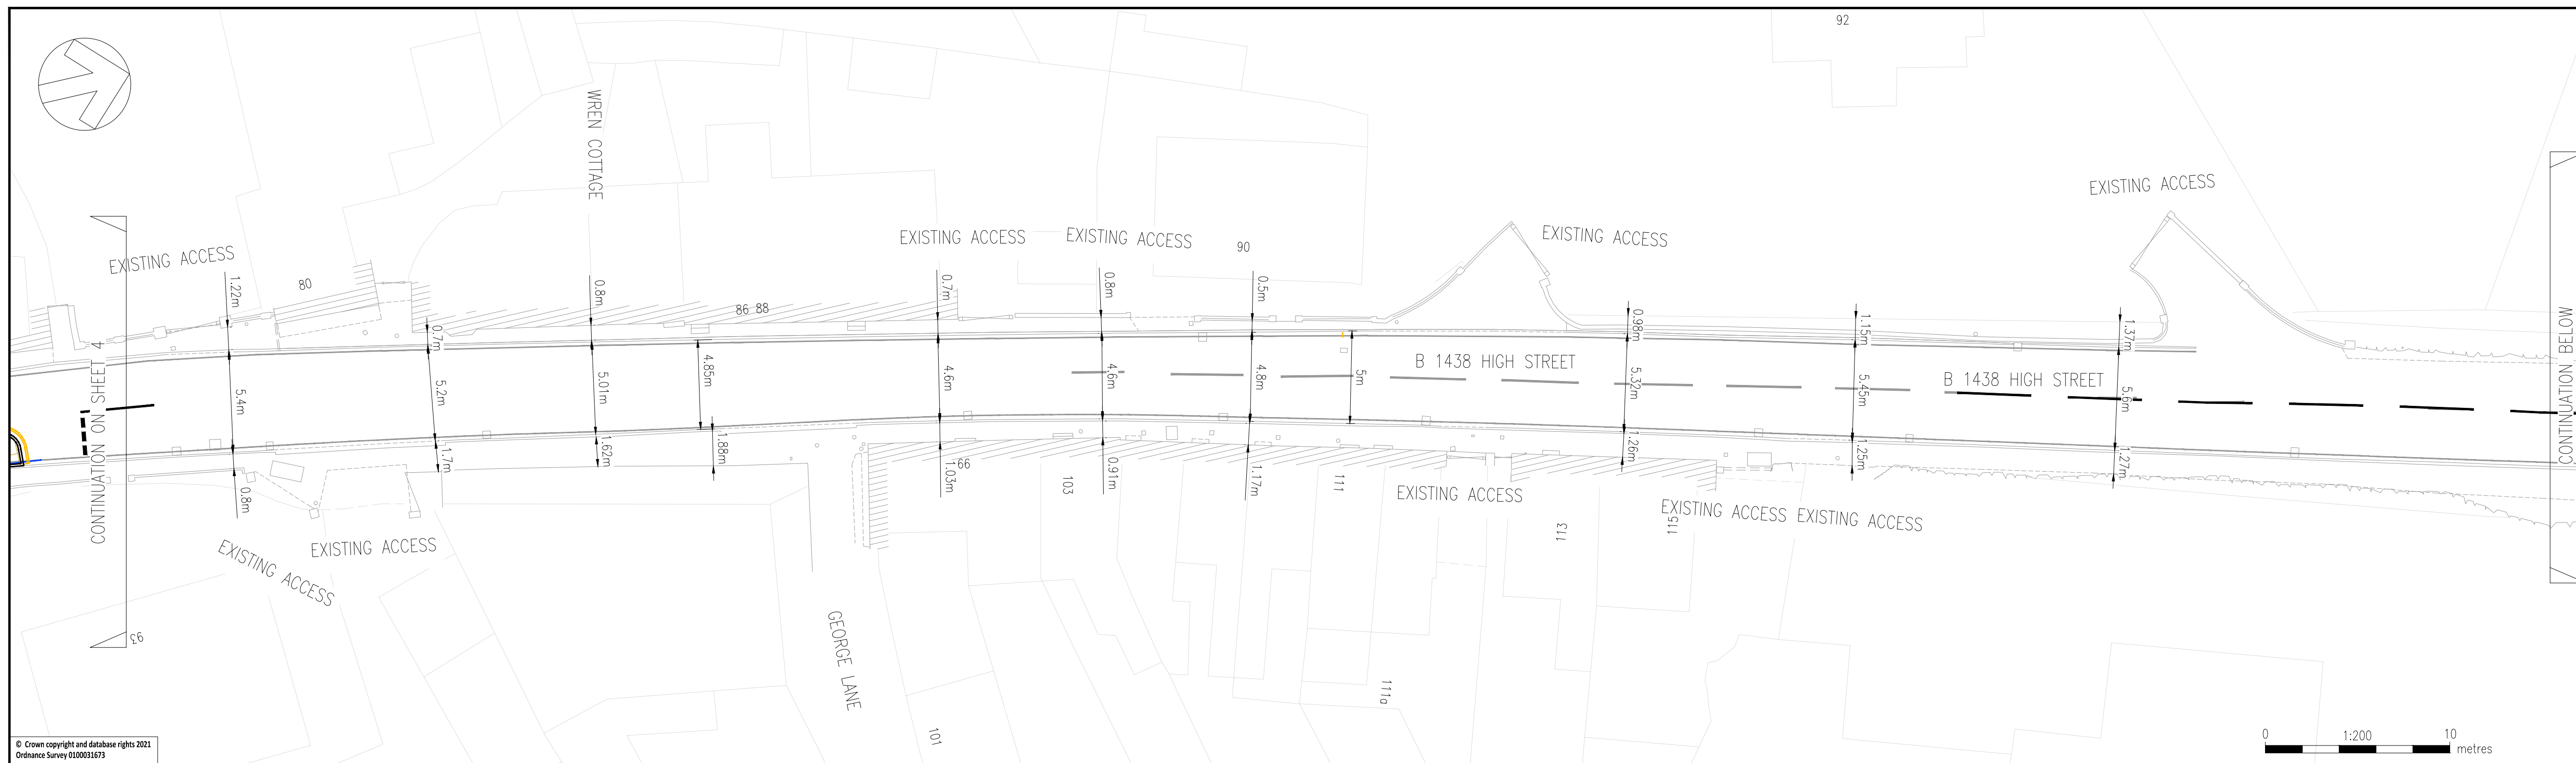 92
WREN COTTAGE
EXISTING ACCESS
EXISTING ACCESS
EXISTING ACCESS
EXISTING ACCESS
EXISTING ACCESS
90
80
86 88
1.22m
0.7m
0.8m
0.7m
0.8m
0.5m
0.98m
1.15m
1.37m
CONTINUATION ON SHEET 4
5.4m
5.2m
5.01m
4.85m
4.6m
4.6m
4.8m
5m
B 1438 HIGH STREET
5.32m
5.45m
B 1438 HIGH STREET
5.6m
CONTINUATION BELOW
0.8m
1.7m
1.62m
1.88m
1.03m
0.91m
1.17m
1.26m
1.25m
1.27m
99
103
111
113
115
EXISTING ACCESS
EXISTING ACCESS
EXISTING ACCESS
EXISTING ACCESS
EXISTING ACCESS
93
GEORGE LANE
101
111a
© Crown copyright and database rights 2021
Ordnance Survey 0100031673
0 1:200 10
metres